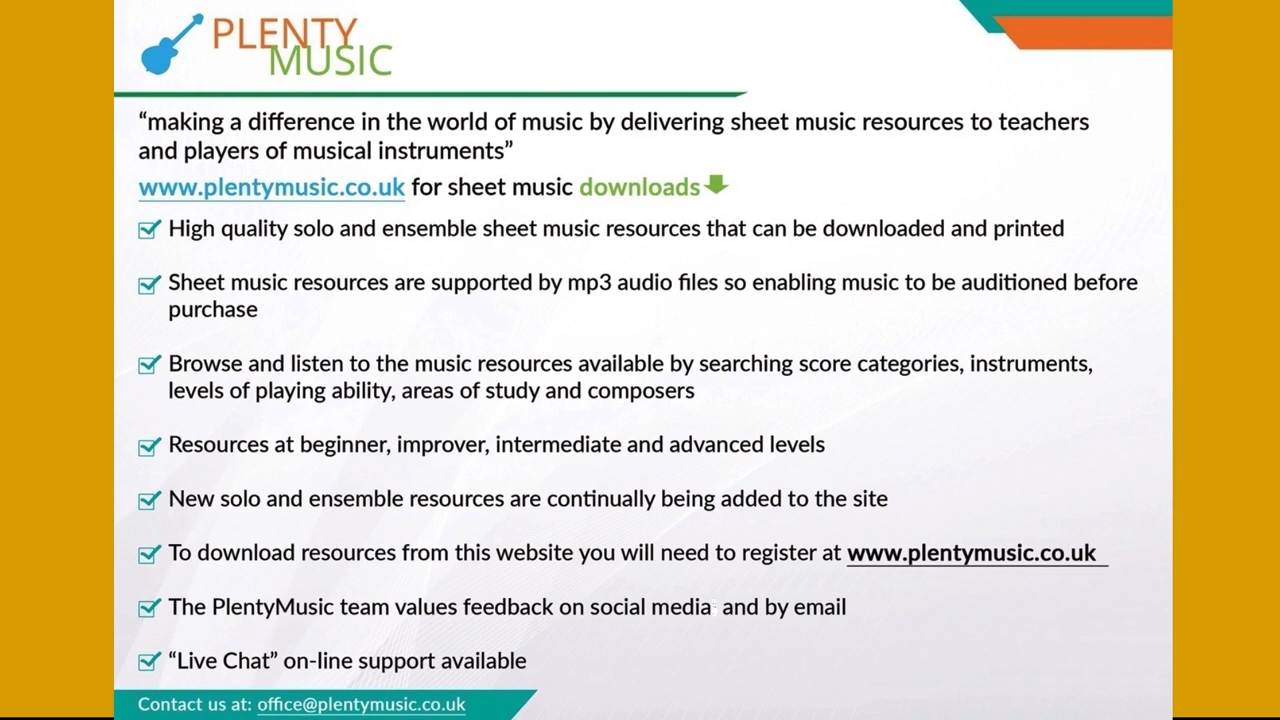 PLENTY
MUSIC
“making a difference in the world of music by delivering sheet music resources to teachers
and players of musical instruments”
www.plentymusic.co.uk for sheet music downloads
High quality solo and ensemble sheet music resources that can be downloaded and printed
Sheet music resources are supported by mp3 audio files so enabling music to be auditioned before
purchase
Browse and listen to the music resources available by searching score categories, instruments,
levels of playing ability, areas of study and composers
Resources at beginner, improver, intermediate and advanced levels
New solo and ensemble resources are continually being added to the site
To download resources from this website you will need to register at www.plentymusic.co.uk
The PlentyMusic team values feedback on social media and by email
“Live Chat” on-line support available
Contact us at: office@plentymusic.co.uk